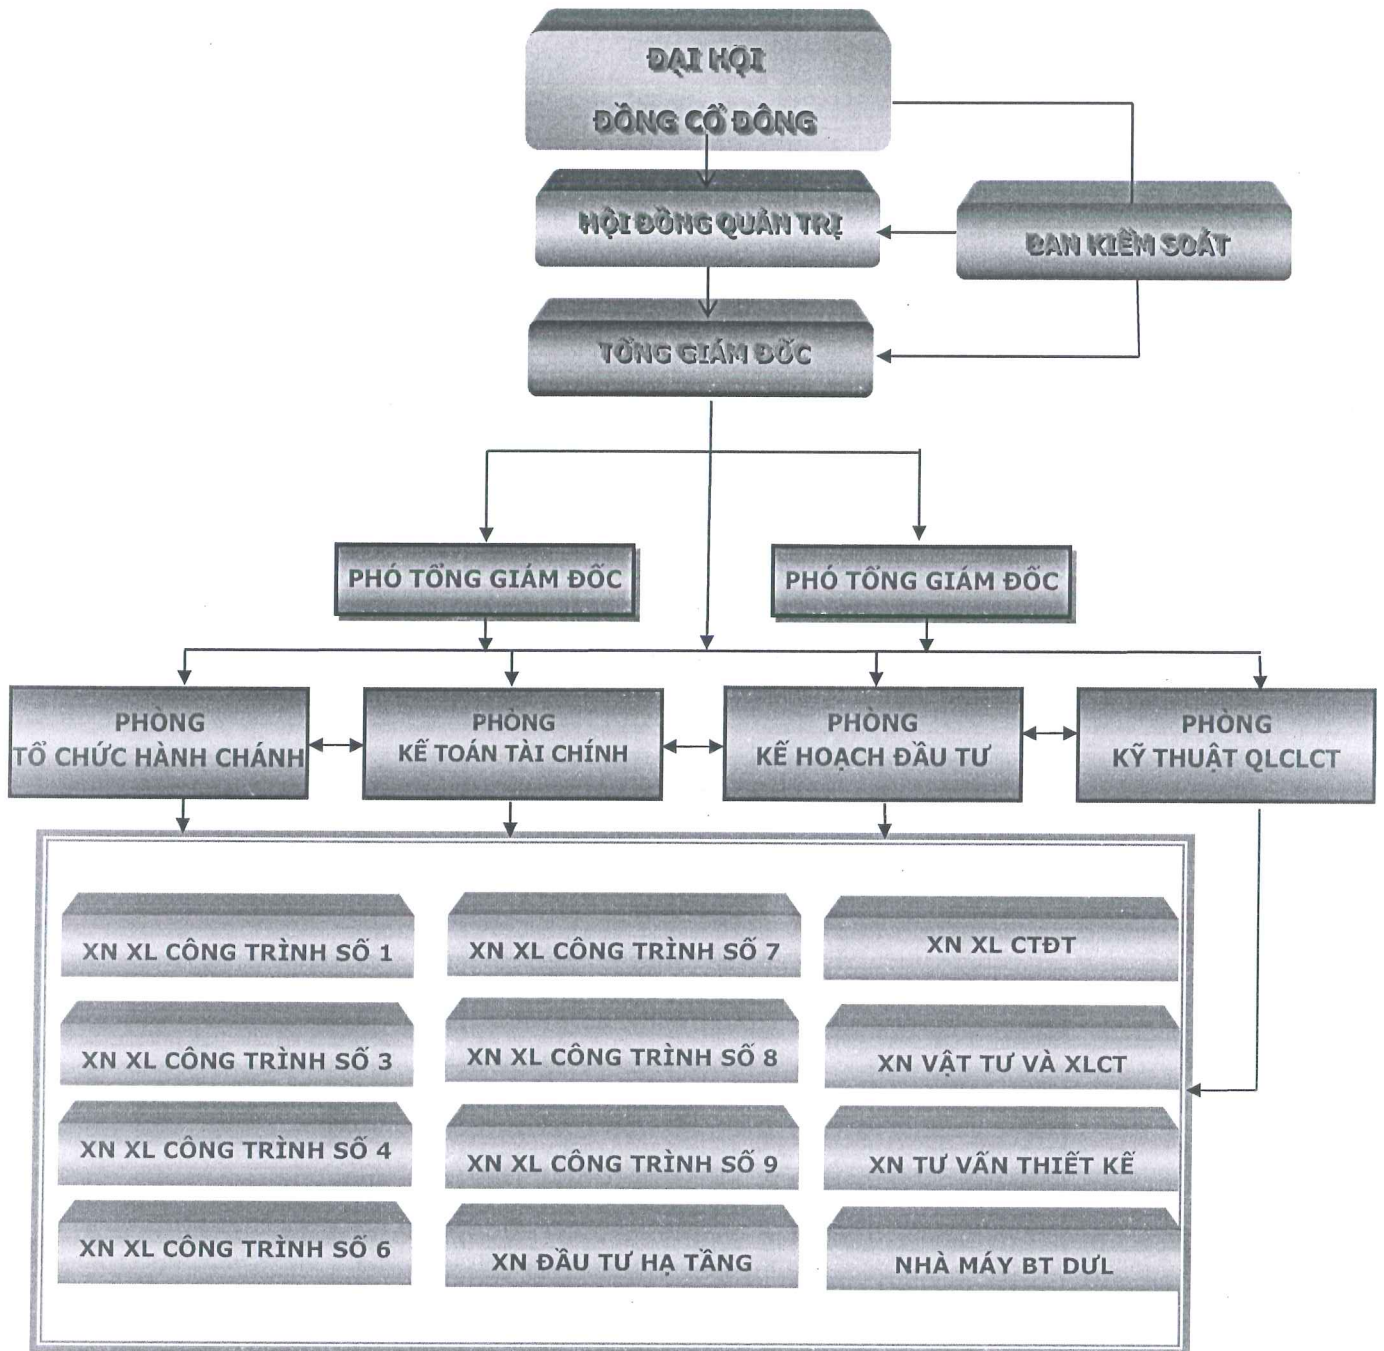 ĐẠI HỘI
ĐỒNG CỔ ĐÔNG
HỘI ĐỒNG QUẢN TRỊ
BAN KIỂM SOÁT
TỔNG GIÁM ĐỐC
PHÓ TỔNG GIÁM ĐỐC
PHÓ TỔNG GIÁM ĐỐC
PHÒNG
TỔ CHỨC HÀNH CHÁNH
PHÒNG
KẾ TOÁN TÀI CHÍNH
PHÒNG
KẾ HOẠCH ĐẦU TƯ
PHÒNG
KỸ THUẬT QLCLCT
XN XL CÔNG TRÌNH SỐ 1
XN XL CÔNG TRÌNH SỐ 7
XN XL CTĐT
XN XL CÔNG TRÌNH SỐ 3
XN XL CÔNG TRÌNH SỐ 8
XN VẬT TƯ VÀ XLCT
XN XL CÔNG TRÌNH SỐ 4
XN XL CÔNG TRÌNH SỐ 9
XN TƯ VẤN THIẾT KẾ
XN XL CÔNG TRÌNH SỐ 6
XN ĐẦU TƯ HẠ TẦNG
NHÀ MÁY BT DƯL